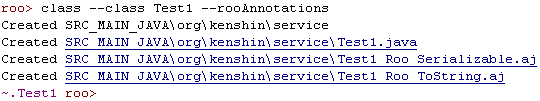 roo> class --class Test1 --rooAnnotations
Created SRC_MAIN_JAVA\org\kenshin\service
Created SRC_MAIN_JAVA\org\kenshin\service\Test1.java
Created SRC_MAIN_JAVA\org\kenshin\service\Test1_Roo_Serializable.aj
Created SRC_MAIN_JAVA\org\kenshin\service\Test1_Roo_ToString.aj
~.Test1 roo>